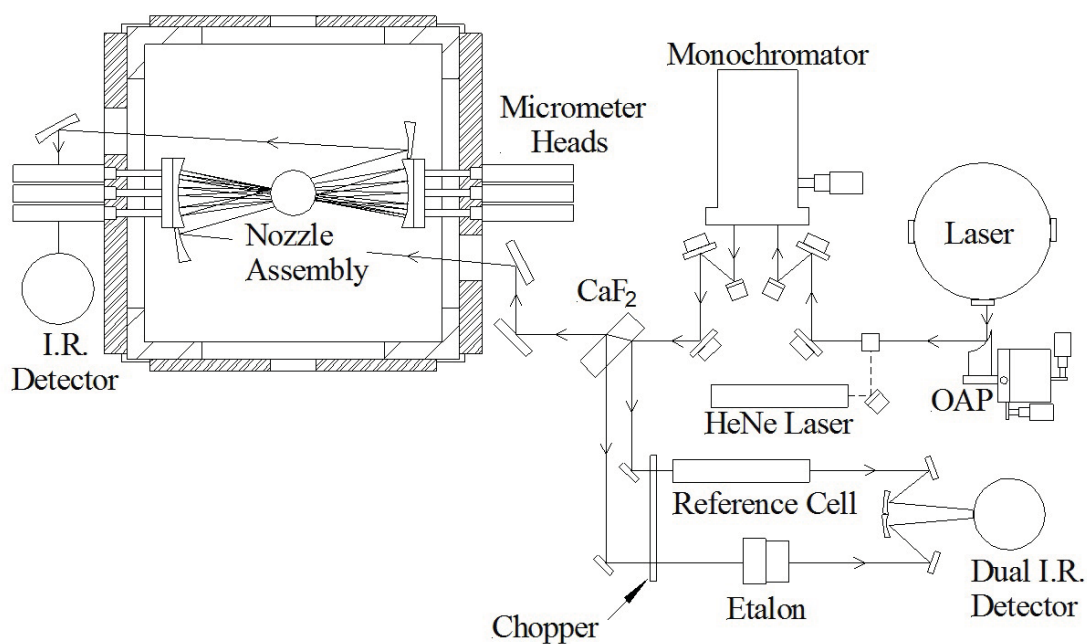 Monochromator
Micrometer
Heads
Laser
Nozzle
Assembly
CaF₂
I.R.
Detector
OAP
HeNe Laser
Reference Cell
Etalon
Dual I.R.
Detector
Chopper